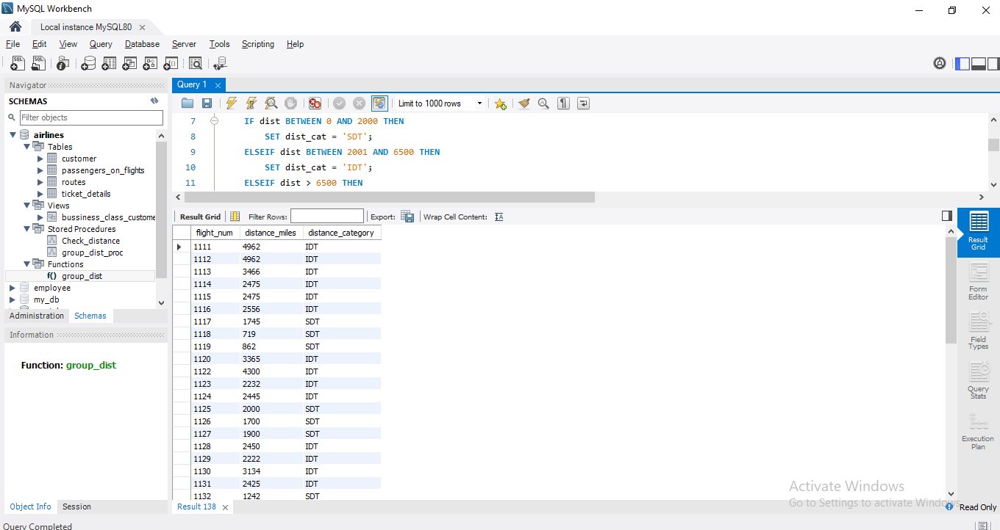 MySQL Workbench
Local instance MySQL80
File Edit View Query Database Server Tools Scripting Help
Navigator
SCHEMAS
Filter objects
airlines
Tables
customer
passengers_on_flights
routes
ticket_details
Views
bussiness_class_custome
Stored Procedures
Check_distance
group_dist_proc
Functions
f() group_dist
employee
my_db
Administration Schemas
Information
Function: group_dist
Object Info Session
Query Completed
Query 1
Limit to 1000 rows
7 IF dist BETWEEN 0 AND 2000 THEN
8 SET dist_cat = 'SDT';
9 ELSEIF dist BETWEEN 2001 AND 6500 THEN
10 SET dist_cat = 'IDT';
11 ELSEIF dist > 6500 THEN
Result Grid Filter Rows: Export: Wrap Cell Content:
flight_num distance_miles distance_category
1111 4962 IDT
1112 4962 IDT
1113 3466 IDT
1114 2475 IDT
1115 2475 IDT
1116 2556 IDT
1117 1745 SDT
1118 719 SDT
1119 862 SDT
1120 3365 IDT
1122 4300 IDT
1123 2232 IDT
1124 2445 IDT
1125 2000 SDT
1126 1700 SDT
1127 1900 SDT
1128 2450 IDT
1129 2222 IDT
1130 3134 IDT
1131 2425 IDT
1132 1242 SDT
Result 138
Result
Grid
Form
Editor
Field
Types
Query
Stats
Execution
Plan
Activate Windows
Go to Settings to activate Windows.
Read Only